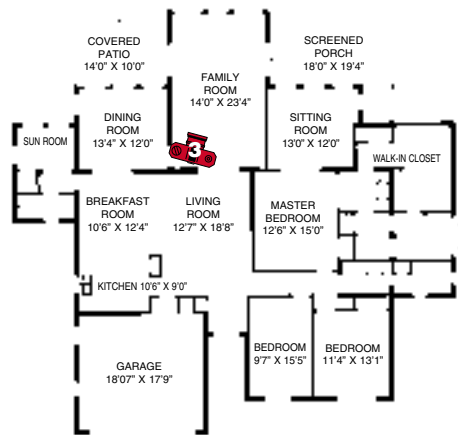 COVERED
PATIO
14'0" X 10'0"
SCREENED
PORCH
18'0" X 19'4"
FAMILY
ROOM
14'0" X 23'4"
DINING
ROOM
13'4" X 12'0"
SITTING
ROOM
13'0" X 12'0"
SUN ROOM
3
WALK-IN CLOSET
BREAKFAST
ROOM
10'6" X 12'4"
LIVING
ROOM
12'7" X 18'8"
MASTER
BEDROOM
12'6" X 15'0"
KITCHEN 10'6" X 9'0"
BEDROOM
9'7" X 15'5"
BEDROOM
11'4" X 13'1"
GARAGE
18'07" X 17'9"